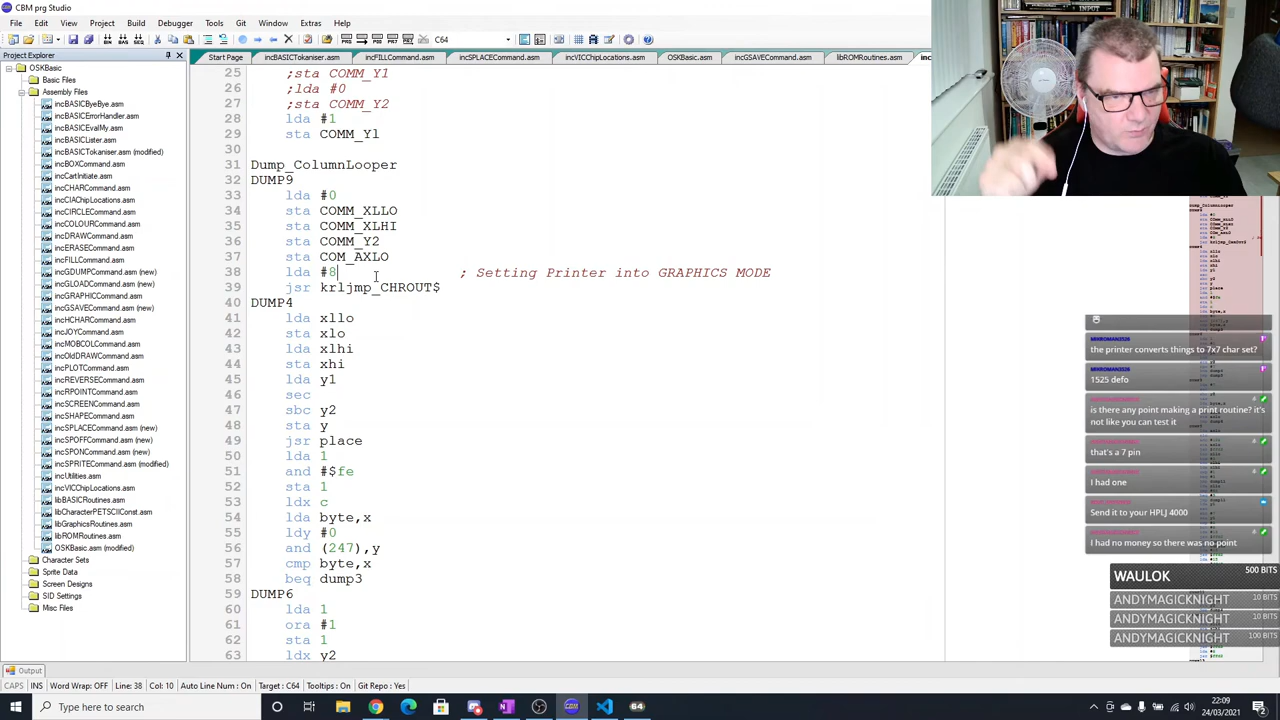 CBM prg Studio
File Edit View Project Build Debugger Tools Git Window Extras Help
C64
Project Explorer
Start Page incBASICTokaniser.asm incFILLCommand.asm incSPLACECommand.asm incVICChipLocations.asm OSKBasic.asm incGSAVECommand.asm libROMRoutines.asm inc
OSKBasic
Basic Files
Assembly Files
incBASICByeBye.asm
incBASICErrorHandler.asm
incBASICEvalMy.asm
incBASICLister.asm
incBASICTokaniser.asm (modified)
incBOXCommand.asm
incCartInitiate.asm
incCHARCommand.asm
incCIAChipLocations.asm
incCIRCLECommand.asm
incCOLOURCommand.asm
incDRAWCommand.asm
incERASECommand.asm
incFILLCommand.asm
incGDUMPCommand.asm (new)
incGLOADCommand.asm (new)
incGRAPHICCommand.asm
incGSAVECommand.asm (new)
incHCHARCommand.asm
incJOYCommand.asm
incMOBCOLCommand.asm
incOldDRAWCommand.asm
incPLOTCommand.asm
incREVERSECommand.asm
incRPOINTCommand.asm
incSCREENCommand.asm
incSHAPECommand.asm
incSPLACECommand.asm (new)
incSPOFFCommand.asm (new)
incSPONCommand.asm (new)
incSPRITECommand.asm (modified)
incUtilities.asm
incVICChipLocations.asm
libBASICRoutines.asm
libCharacterPETSCIIConst.asm
libGraphicsRoutines.asm
libROMRoutines.asm
OSKBasic.asm (modified)
Character Sets
Sprite Data
Screen Designs
SID Settings
Misc Files
25 ;sta COMM_Y1
26 ;lda #0
27 ;sta COMM_Y2
28 lda #1
29 sta COMM_Y1
30
31 Dump_ColumnLooper
32 DUMP9
33 lda #0
34 sta COMM_XLLO
35 sta COMM_XLHI
36 sta COMM_Y2
37 sta COM_AXLO
38 lda #8 ; Setting Printer into GRAPHICS MODE
39 jsr krljmp_CHROUT$
40 DUMP4
41 lda xllo
42 sta xlo
43 lda xlhi
44 sta xhi
45 lda y1
46 sec
47 sbc y2
48 sta y
49 jsr place
50 lda 1
51 and #$fe
52 sta 1
53 ldx c
54 lda byte,x
55 ldy #0
56 and (247),y
57 cmp byte,x
58 beq dump3
59 DUMP6
60 lda 1
61 ora #1
62 sta 1
63 ldx y2
the printer converts things to 7x7 char set?
1525 defo
is there any point making a print routine? it's
not like you can test it
that's a 7 pin
I had one
Send it to your HPLJ 4000
I had no money so there was no point
WAULOK 500 BITS
ANDYMAGICKNIGHT 10 BITS
ANDYMAGICKNIGHT 10 BITS
ANDYMAGICKNIGHT 100 BITS
Output
CAPS INS Word Wrap: OFF Line: 38 Col: 10 Auto Line Num : On Target : C64 Tooltips : On Git Repo : Yes
Type here to search
22:09
24/03/2021